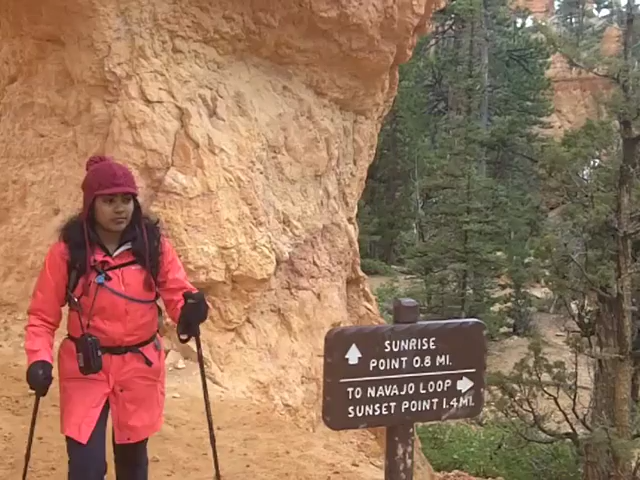 SUNRISE
POINT 0.8 MI.
TO NAVAJO LOOP
SUNSET POINT 1.4 MI.